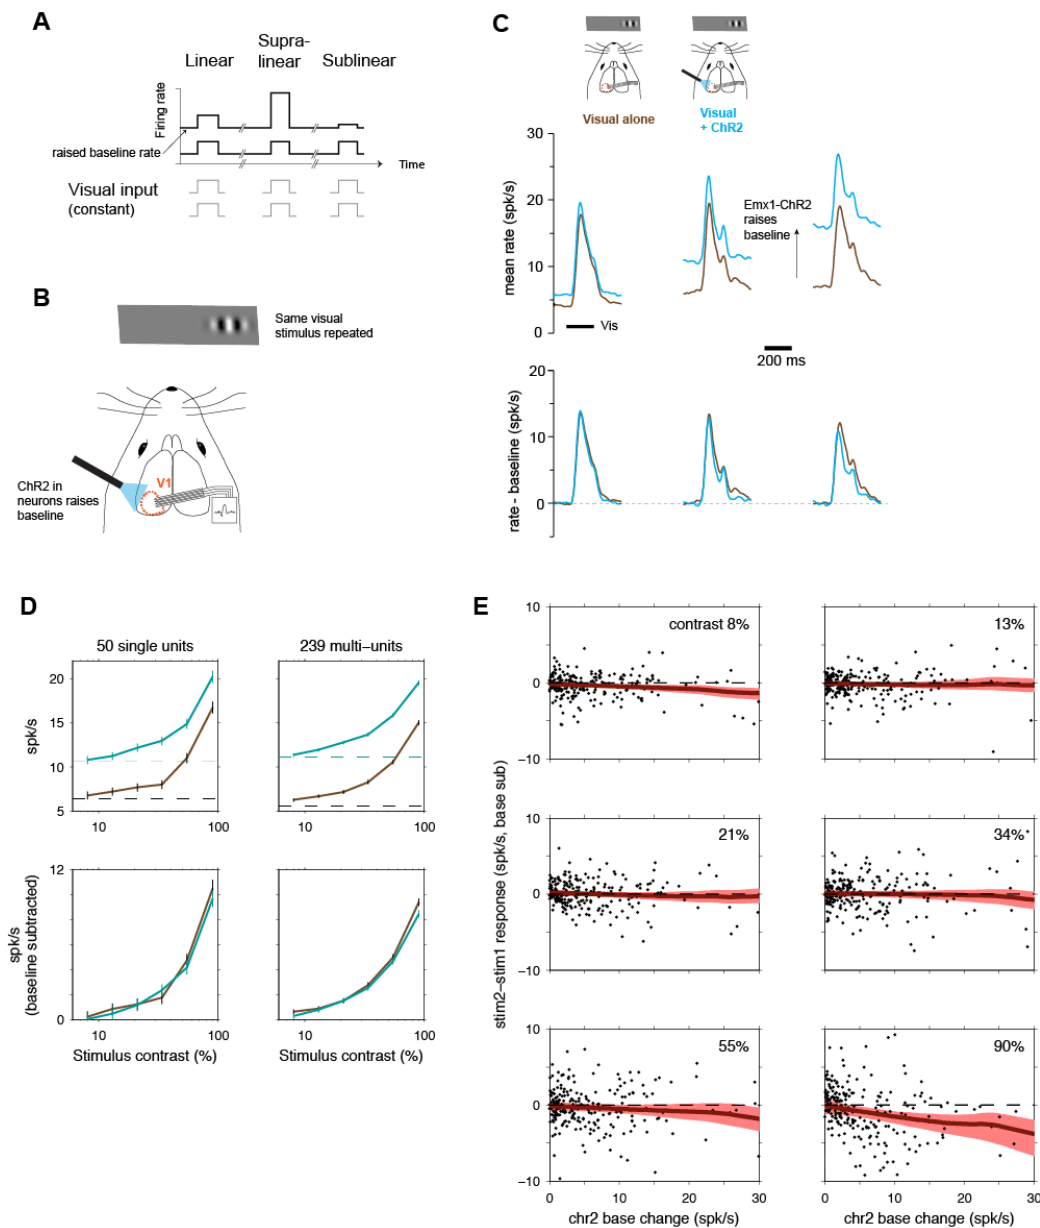 A
Linear
Supra-
linear
Sublinear
Firing rate
raised baseline rate
Time
Visual input
(constant)
B
Same visual
stimulus repeated
V1
ChR2 in
neurons raises
baseline
C
Visual alone
Visual
+ ChR2
30
20
10
0
mean rate (spk/s)
Emx1-ChR2
raises
baseline
Vis
200 ms
20
10
0
rate - baseline (spk/s)
D
50 single units
239 multi-units
20
15
10
5
spk/s
10
100
10
100
12
0
spk/s
(baseline subtracted)
10
100
10
100
Stimulus contrast (%)
Stimulus contrast (%)
E
10
0
-10
contrast 8%
13%
10
0
-10
21%
34%
stim2-stim1 response (spk/s, base sub)
10
0
-10
55%
90%
0
10
20
30
0
10
20
30
chr2 base change (spk/s)
chr2 base change (spk/s)